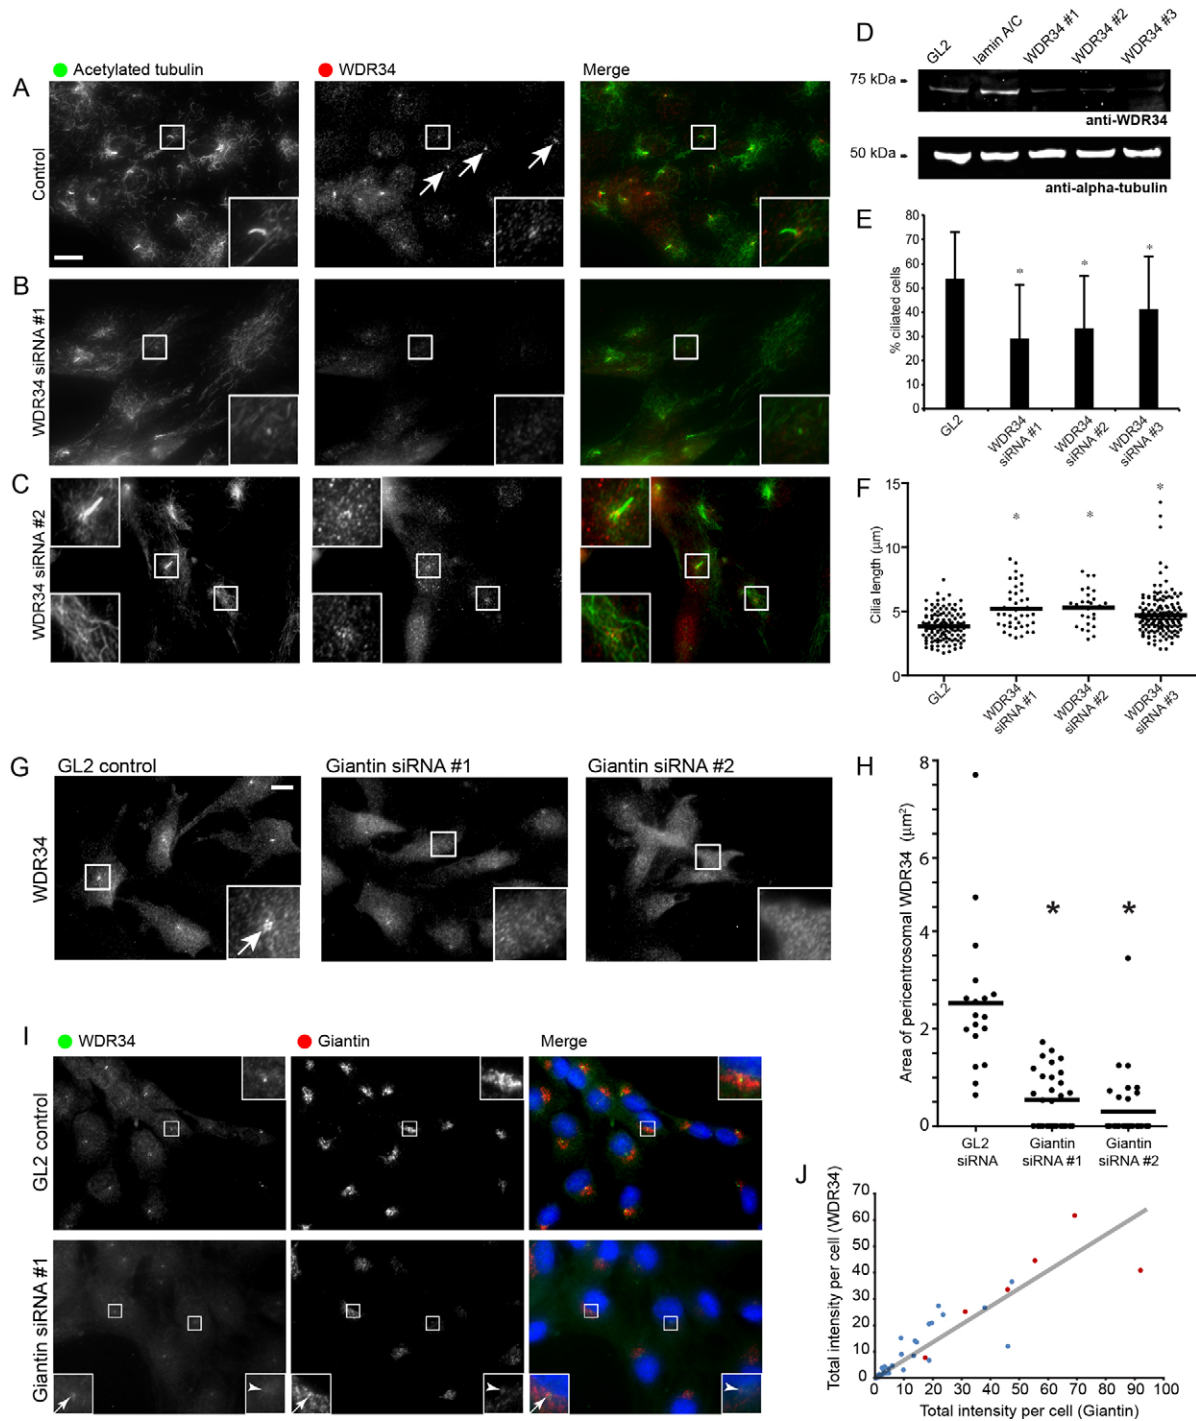 A
Acetylated tubulin
WDR34
Merge
Control
B
WDR34 siRNA #1
C
WDR34 siRNA #2
D
GL2
lamin A/C
WDR34 #1
WDR34 #2
WDR34 #3
75 kDa
anti-WDR34
50 kDa
anti-alpha-tubulin
E
% ciliated cells
80
70
60
50
40
30
20
10
0
*
*
*
GL2
WDR34 siRNA #1
WDR34 siRNA #2
WDR34 siRNA #3
F
Cilia length (µm)
15
10
5
0
*
*
*
GL2
WDR34 siRNA #1
WDR34 siRNA #2
WDR34 siRNA #3
G
GL2 control
Giantin siRNA #1
Giantin siRNA #2
WDR34
H
Area of pericentrosomal WDR34 (µm²)
8
6
4
2
0
*
*
GL2 siRNA
Giantin siRNA #1
Giantin siRNA #2
I
WDR34
Giantin
Merge
GL2 control
Giantin siRNA #1
J
Total intensity per cell (WDR34)
70
60
50
40
30
20
10
0
0 10 20 30 40 50 60 70 80 90 100
Total intensity per cell (Giantin)